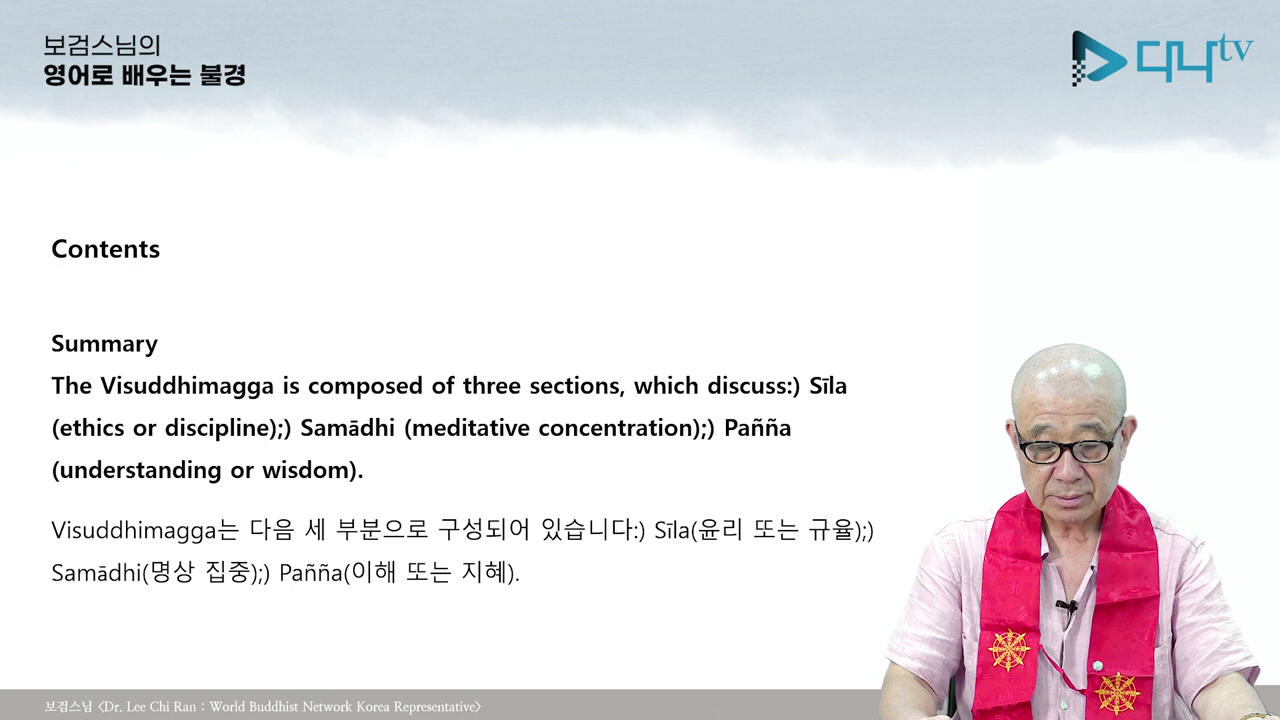 보검스님의
영어로 배우는 불경
다나tv
Contents
Summary
The Visuddhimagga is composed of three sections, which discuss:) Sīla
(ethics or discipline);) Samādhi (meditative concentration);) Pañña
(understanding or wisdom).
Visuddhimagga는 다음 세 부분으로 구성되어 있습니다:) Sīla(윤리 또는 규율);)
Samādhi(명상 집중);) Pañña(이해 또는 지혜).
보검스님 <Dr. Lee Chi Ran : World Buddhist Network Korea Representative>